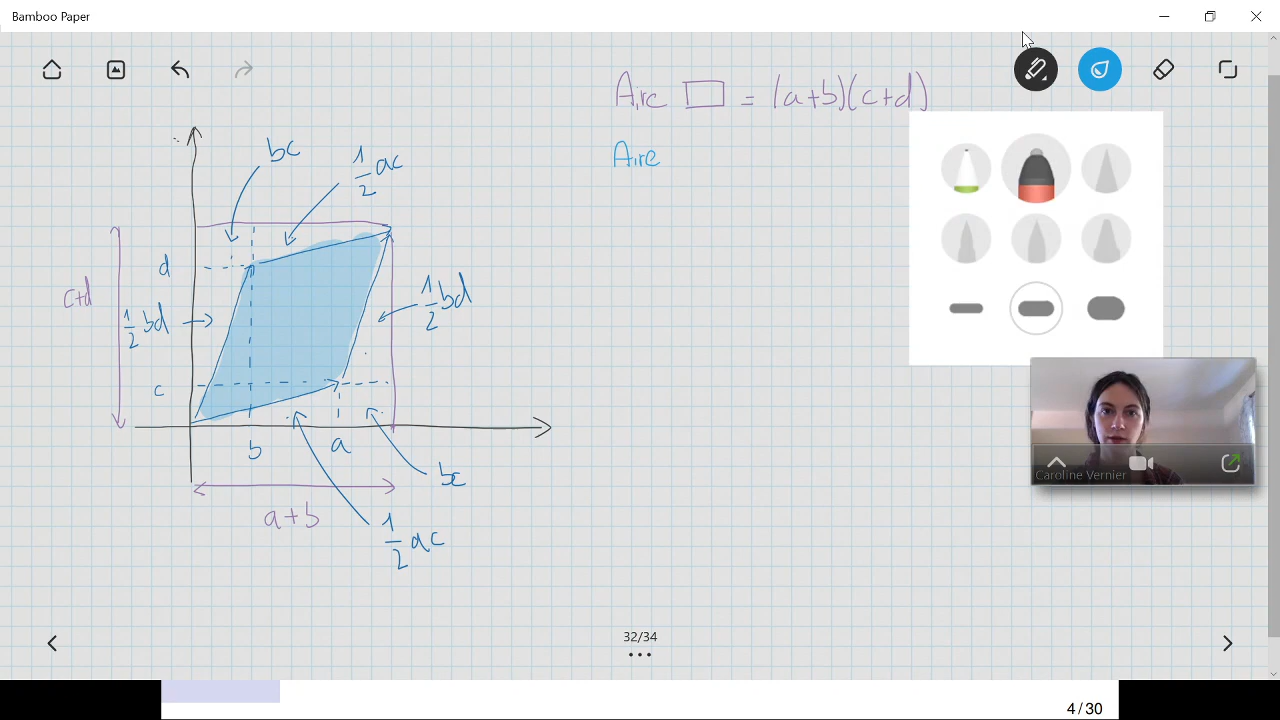 Bamboo Paper
Aire □ = (a+b)(c+d)
Aire
bc
1/2 ac
d
c+d
1/2 bd
1/2 bd
c
b
a
bc
a+b
1/2 ac
Caroline Vernier
32/34
4/30